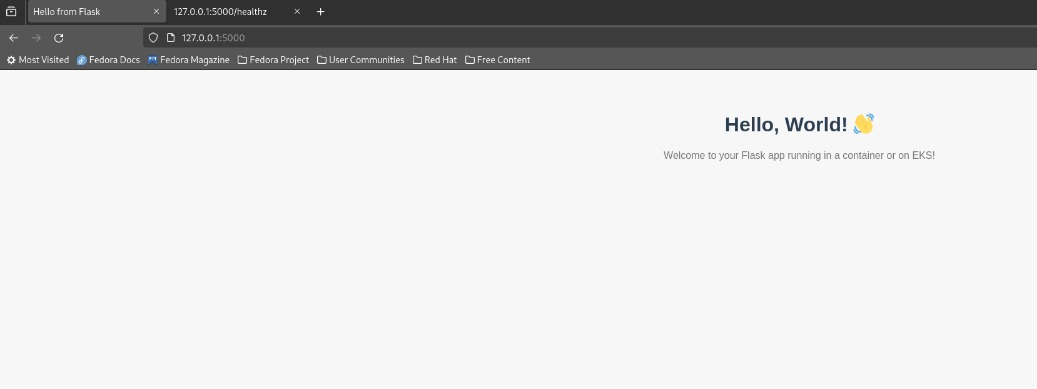 Hello from Flask
127.0.0.1:5000/healthz
127.0.0.1:5000
Most Visited Fedora Docs Fedora Magazine Fedora Project User Communities Red Hat Free Content
Hello, World! 👋
Welcome to your Flask app running in a container or on EKS!